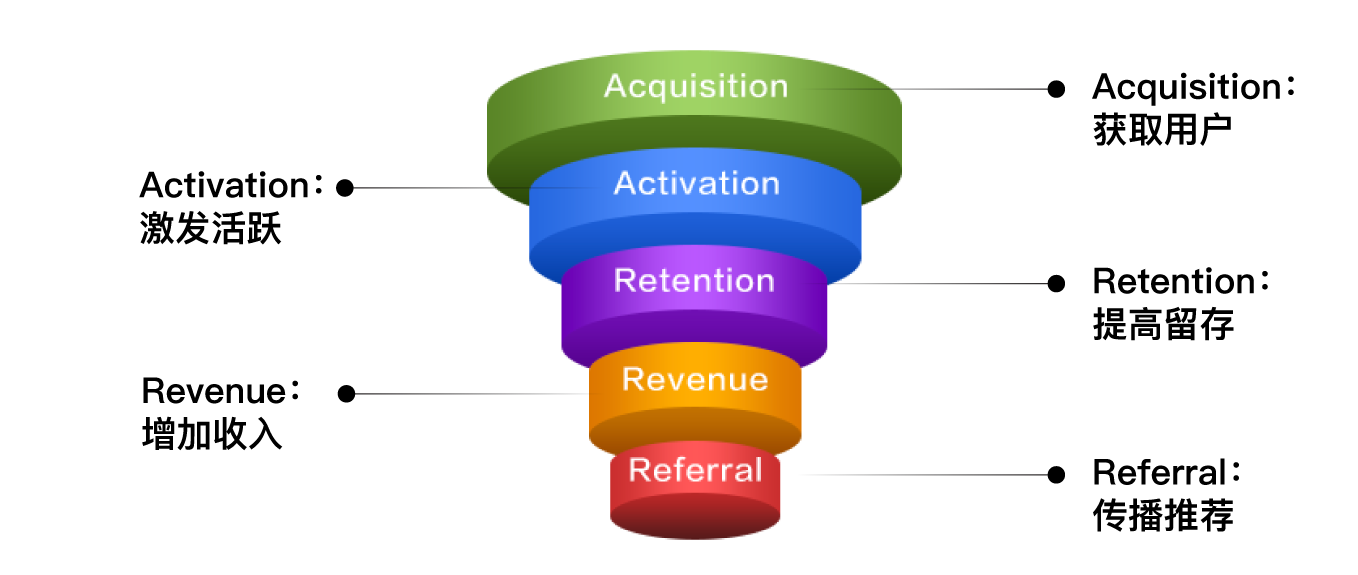 Acquisition
Acquisition：
获取用户
Activation：
激发活跃
Activation
Retention
Retention：
提高留存
Revenue：
增加收入
Revenue
Referral
Referral：
传播推荐